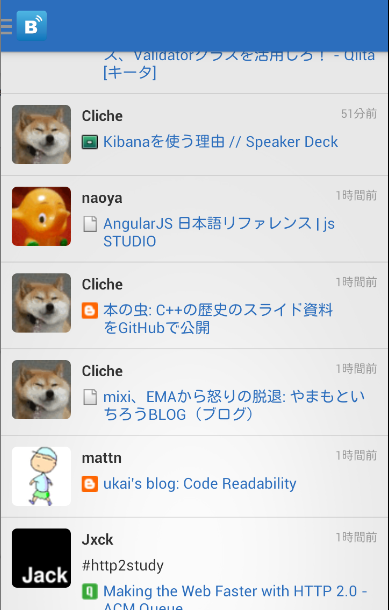 B
ス、Validatorクラスを活用しろ! - Qiita
[キータ]
Cliche
51分前
Kibanaを使う理由 // Speaker Deck
naoya
1時間前
AngularJS 日本語リファレンス | js
STUDIO
Cliche
1時間前
本の虫: C++の歴史のスライド資料
をGitHubで公開
Cliche
1時間前
mixi、EMAから怒りの脱退: やまもとい
ちろうBLOG（ブログ）
mattn
1時間前
ukai's blog: Code Readability
Jxck
1時間前
#http2study
Jack
Making the Web Faster with HTTP 2.0 -
ACM Queue